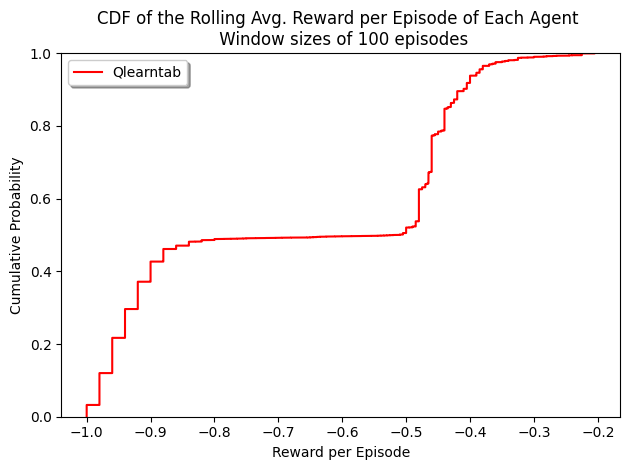 CDF of the Rolling Avg. Reward per Episode of Each Agent
Window sizes of 100 episodes
Qlearntab
Cumulative Probability
1.0
0.8
0.6
0.4
0.2
0.0
−1.0 −0.9 −0.8 −0.7 −0.6 −0.5 −0.4 −0.3 −0.2
Reward per Episode